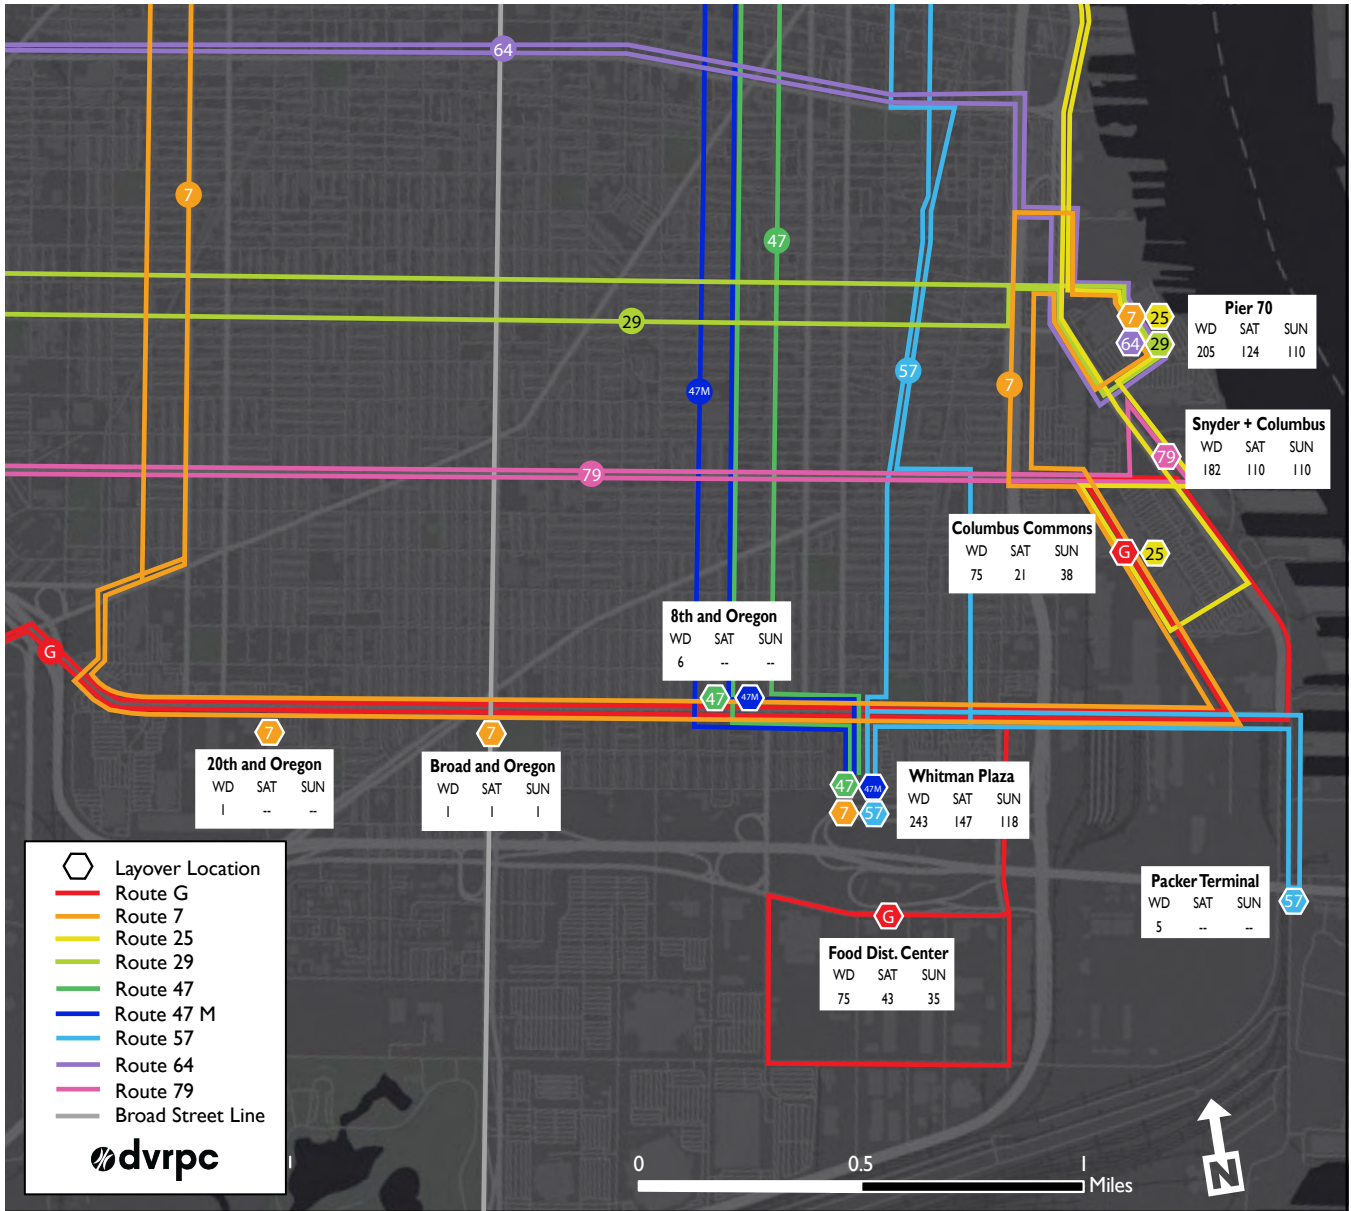 64
7
47
29
47M
57
7
79
G
7 25
64 29
Pier 70
WD SAT SUN
205 124 110
Snyder + Columbus
WD SAT SUN
182 110 110
79
Columbus Commons
WD SAT SUN
75 21 38
G 25
8th and Oregon
WD SAT SUN
6 -- --
47 47M
7
20th and Oregon
WD SAT SUN
1 -- --
7
Broad and Oregon
WD SAT SUN
1 1 1
47 47M
7 57
Whitman Plaza
WD SAT SUN
243 147 118
Packer Terminal
WD SAT SUN
5 -- --
57
G
Food Dist. Center
WD SAT SUN
75 43 35
Layover Location
Route G
Route 7
Route 25
Route 29
Route 47
Route 47 M
Route 57
Route 64
Route 79
Broad Street Line
dvrpc
0 0.5 1
Miles
N